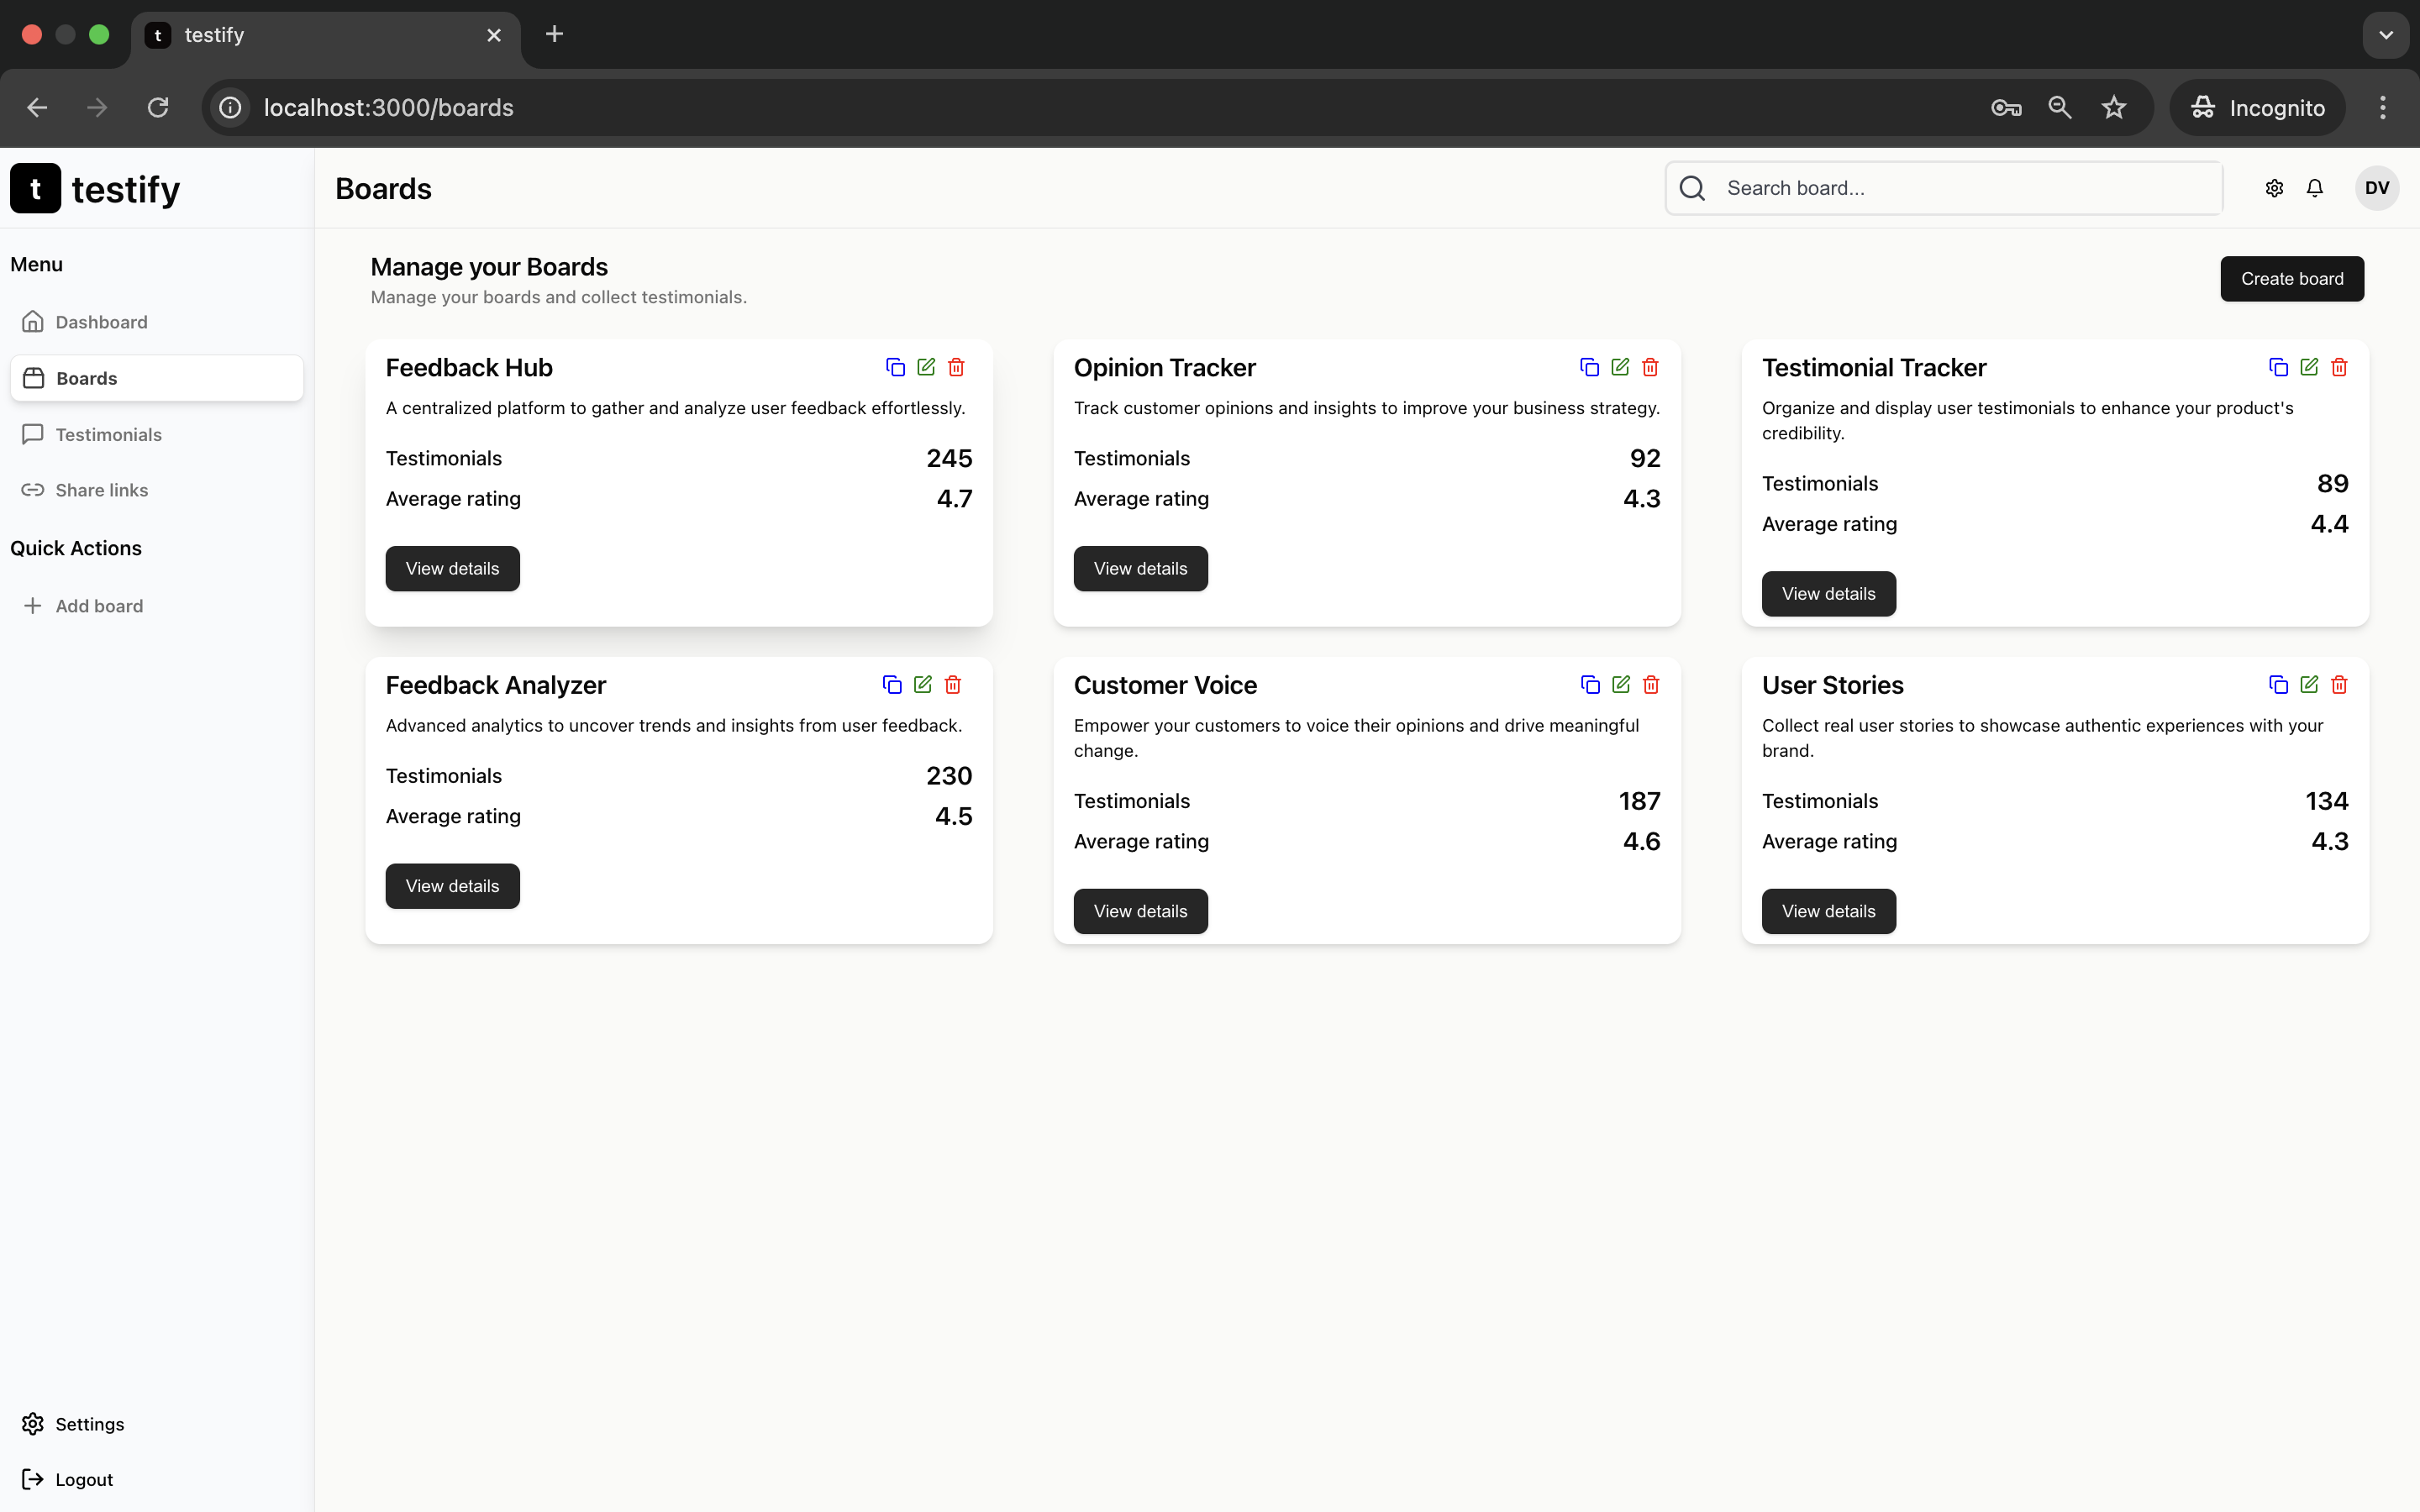 t testify
localhost:3000/boards
Incognito
t testify
Boards
Search board...
DV
Menu
Dashboard
Boards
Testimonials
Share links
Quick Actions
Add board
Settings
Logout
Manage your Boards
Manage your boards and collect testimonials.
Create board
Feedback Hub
A centralized platform to gather and analyze user feedback effortlessly.
Testimonials 245
Average rating 4.7
View details
Opinion Tracker
Track customer opinions and insights to improve your business strategy.
Testimonials 92
Average rating 4.3
View details
Testimonial Tracker
Organize and display user testimonials to enhance your product's
credibility.
Testimonials 89
Average rating 4.4
View details
Feedback Analyzer
Advanced analytics to uncover trends and insights from user feedback.
Testimonials 230
Average rating 4.5
View details
Customer Voice
Empower your customers to voice their opinions and drive meaningful
change.
Testimonials 187
Average rating 4.6
View details
User Stories
Collect real user stories to showcase authentic experiences with your
brand.
Testimonials 134
Average rating 4.3
View details